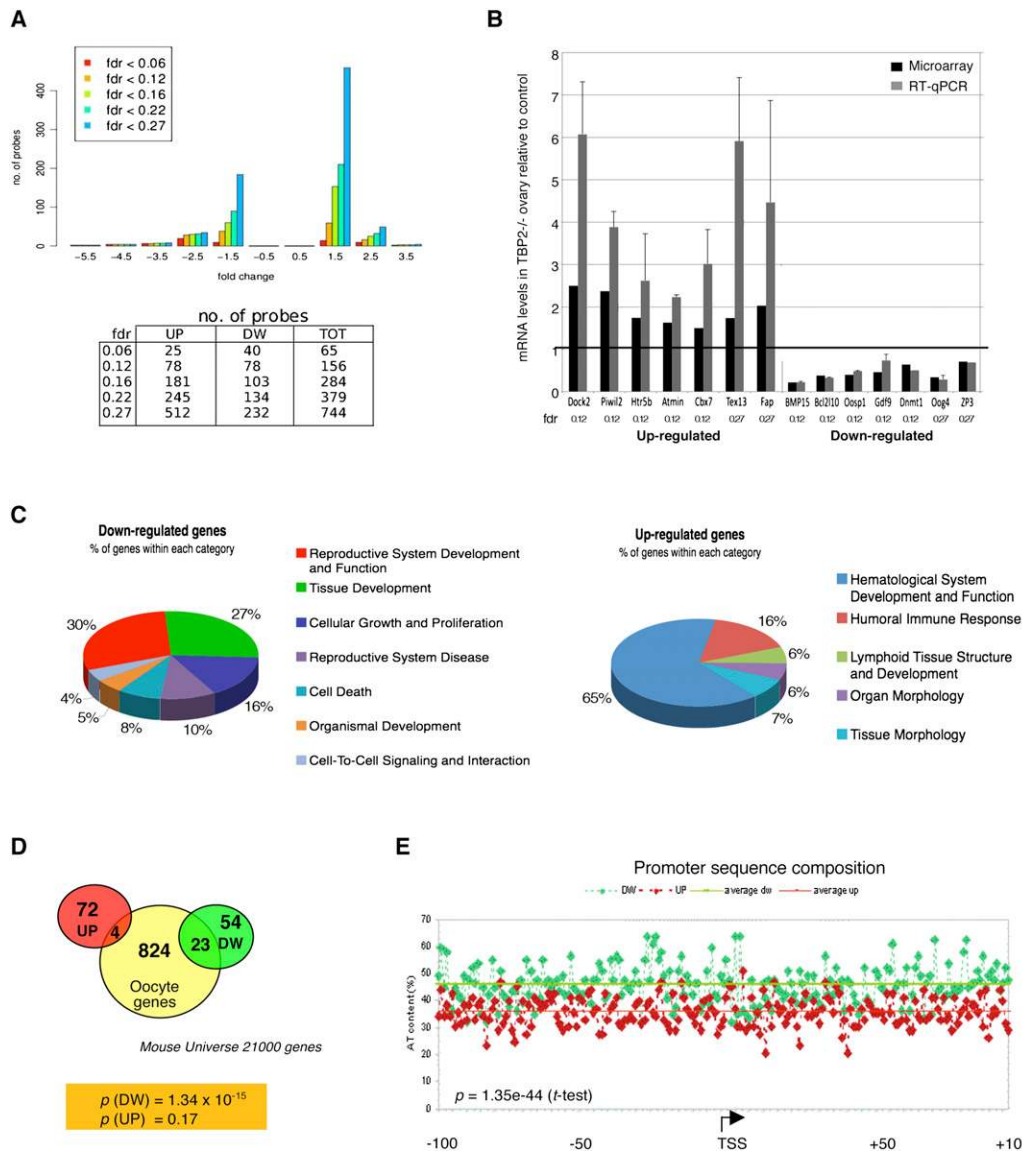 A
fdr < 0.06
fdr < 0.12
fdr < 0.16
fdr < 0.22
fdr < 0.27
no. of probes
400
300
200
100
0
-5.5 -4.5 -3.5 -2.5 -1.5 -0.5 0.5 1.5 2.5 3.5
fold change
no. of probes
fdr UP DW TOT
0.06 25 40 65
0.12 78 78 156
0.16 181 103 284
0.22 245 134 379
0.27 512 232 744
B
Microarray
RT-qPCR
mRNA levels in TBP2-/- ovary relative to control
8
7
6
5
4
3
2
1
0
Dock2 Piwil2 Htr5b Atmin Cbx7 Tex13 Fap BMP15 Bcl2l10 Oosp1 Gdf9 Dnmt1 Oog4 ZP3
fdr 0.12 0.12 0.12 0.12 0.12 0.27 0.27 0.12 0.12 0.12 0.12 0.12 0.27 0.27
Up-regulated Down-regulated
C
Down-regulated genes
% of genes within each category
30%
27%
16%
10%
8%
5%
4%
Reproductive System Development
and Function
Tissue Development
Cellular Growth and Proliferation
Reproductive System Disease
Cell Death
Organismal Development
Cell-To-Cell Signaling and Interaction
Up-regulated genes
% of genes within each category
16%
6%
6%
7%
65%
Hematological System
Development and Function
Humoral Immune Response
Lymphoid Tissue Structure
and Development
Organ Morphology
Tissue Morphology
D
72
UP
4
824
Oocyte
genes
23
54
DW
Mouse Universe 21000 genes
p (DW) = 1.34 x 10⁻¹⁵
p (UP) = 0.17
E
Promoter sequence composition
DW UP average dw average up
AT content(%)
70
60
50
40
30
20
10
0
p = 1.35e-44 (t-test)
-100 -50 TSS +50 +10